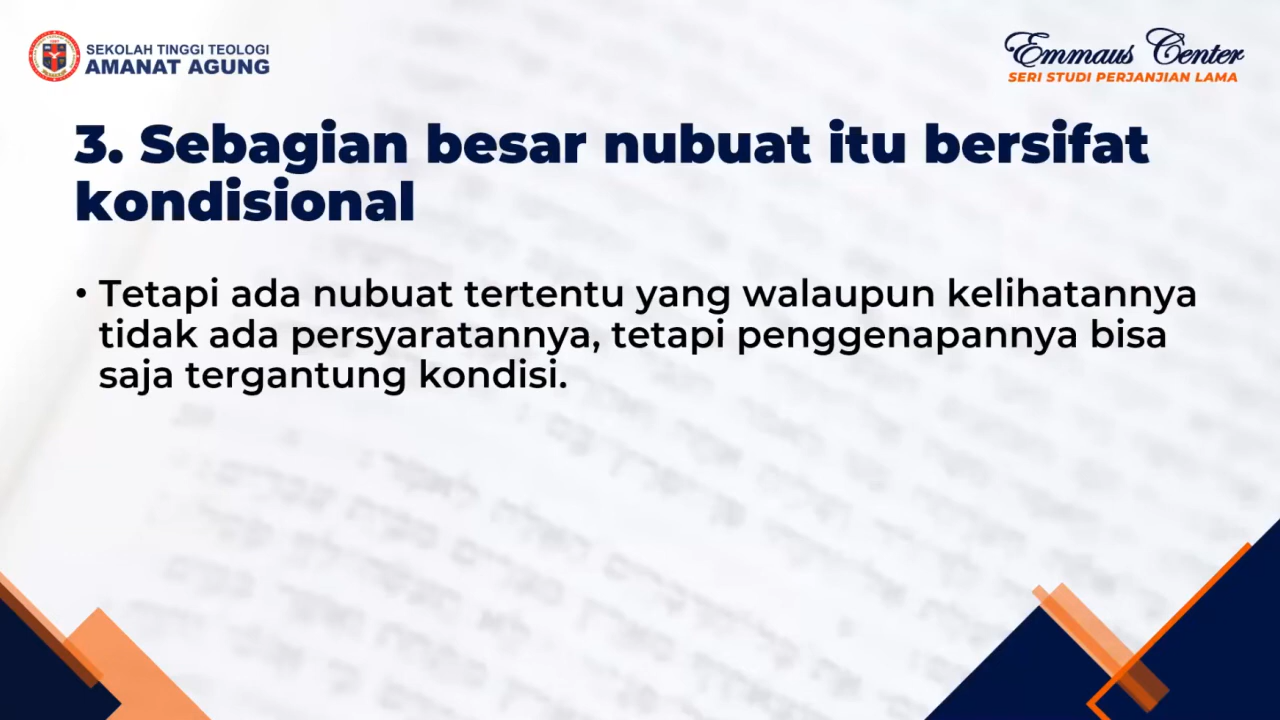 SEKOLAH TINGGI TEOLOGI
AMANAT AGUNG
Emmaus Center
SERI STUDI PERJANJIAN LAMA
3. Sebagian besar nubuat itu bersifat
kondisional
• Tetapi ada nubuat tertentu yang walaupun kelihatannya
tidak ada persyaratannya, tetapi penggenapannya bisa
saja tergantung kondisi.